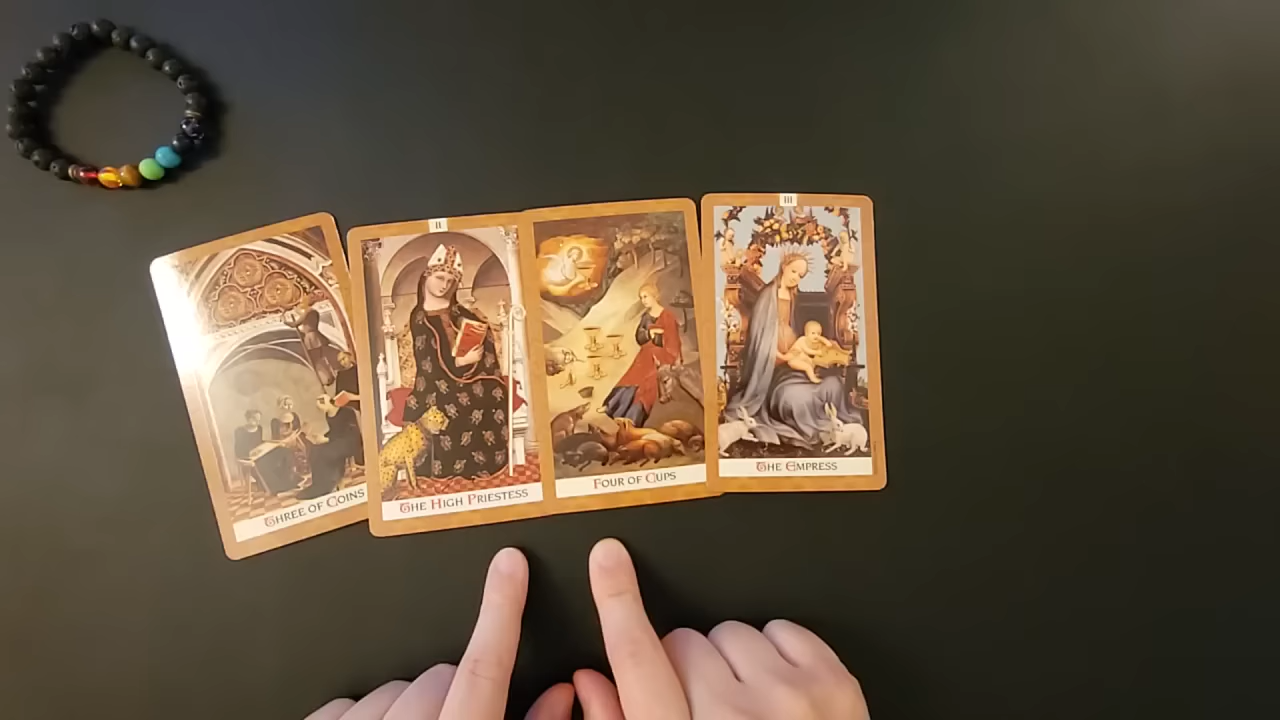 THREE OF COINS
II
THE HIGH PRIESTESS
FOUR OF CUPS
III
THE EMPRESS